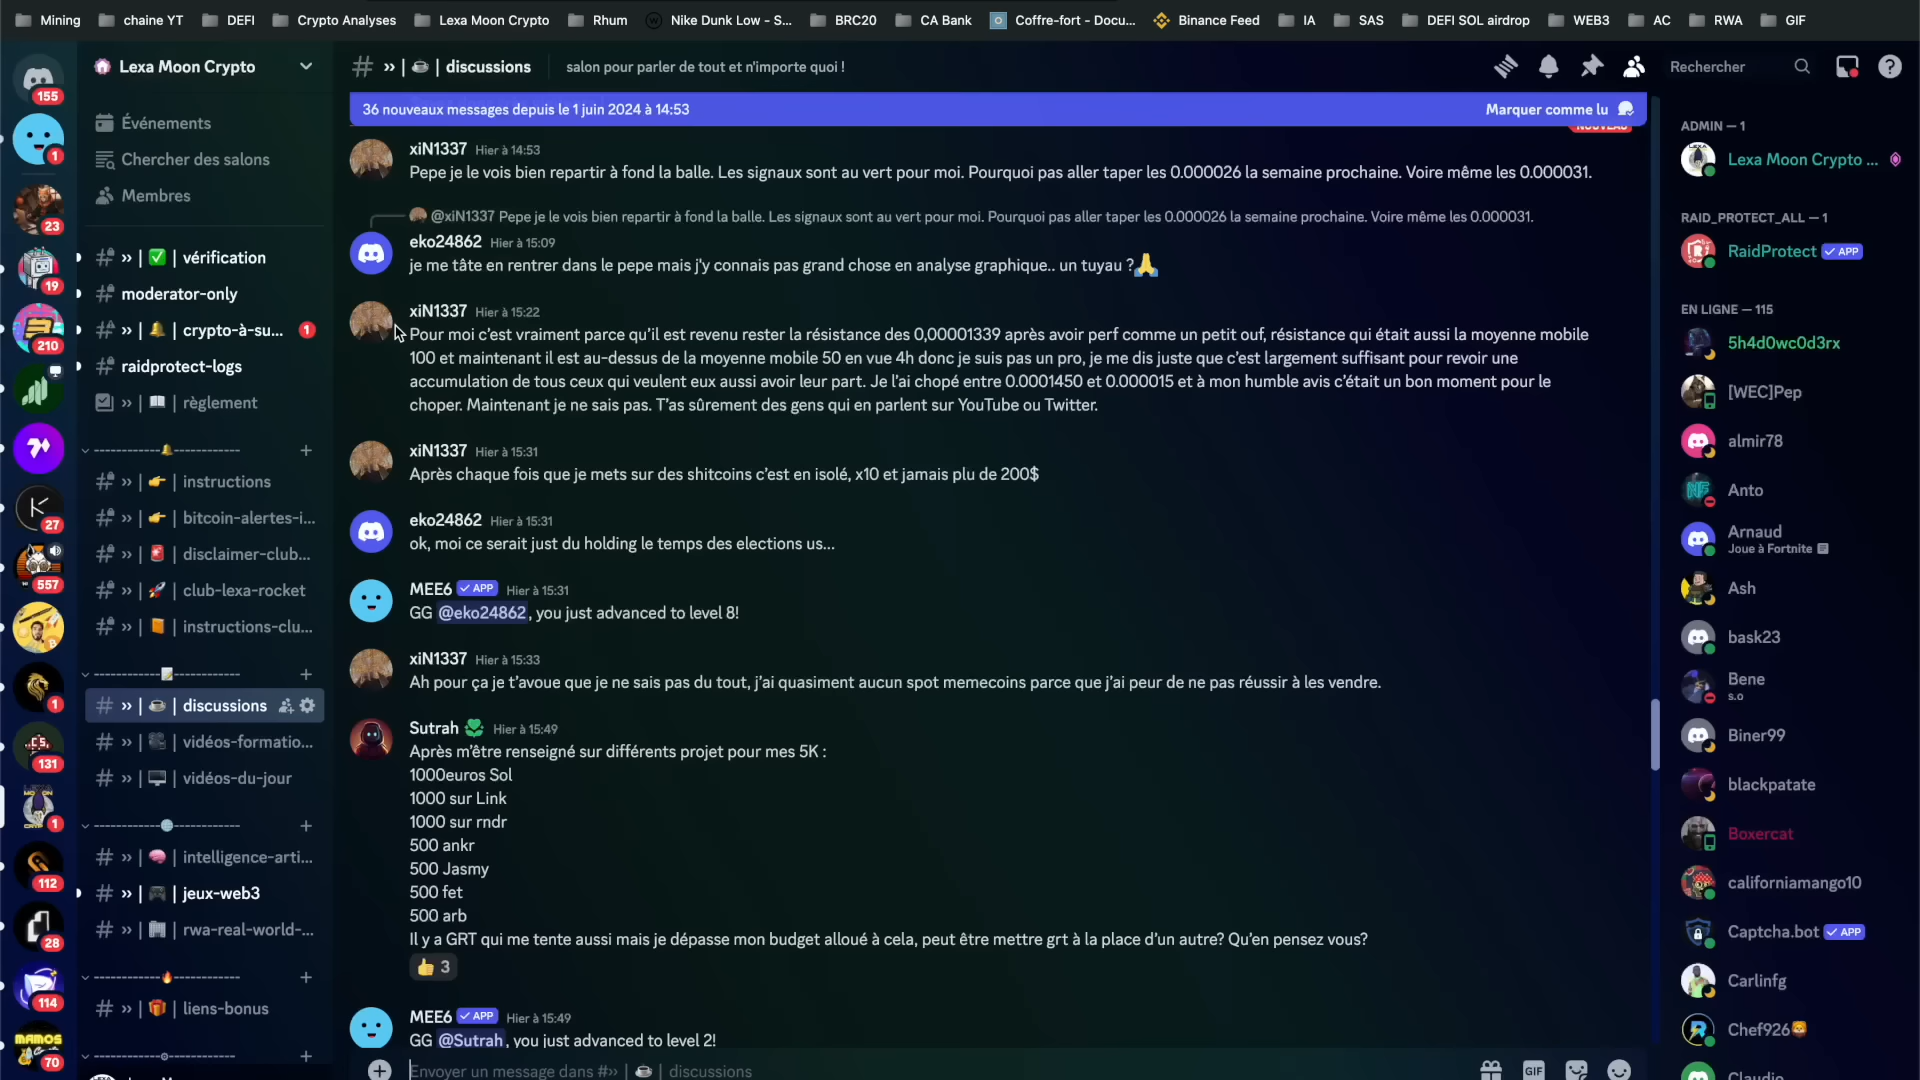 Mining
chaine YT
DEFI
Crypto Analyses
Lexa Moon Crypto
Rhum
Nike Dunk Low - S...
BRC20
CA Bank
Coffre-fort - Docu...
Binance Feed
IA
SAS
DEFI SOL airdrop
WEB3
AC
RWA
GIF
155
1
23
19
210
27
557
1
131
1
112
28
114
MAMOS
70
Lexa Moon Crypto
Événements
Chercher des salons
Membres
# » | ✅ | vérification
# moderator-only
# » | 🔔 | crypto-à-su... 1
# raidprotect-logs
» | 📖 | règlement
------------🔔------------ +
# » | 👉 | instructions
# » | 👉 | bitcoin-alertes-i...
# » | 🚨 | disclaimer-club...
# » | 🚀 | club-lexa-rocket
# » | 📙 | instructions-clu...
------------📝------------ +
# » | ☕ | discussions
# » | 🎥 | vidéos-formatio...
# » | 🖥️ | vidéos-du-jour
------------🌐------------ +
# » | 🧠 | intelligence-arti...
# » | 🎮 | jeux-web3
# » | 🏢 | rwa-real-world-...
------------🔥------------ +
# » | 🎁 | liens-bonus
------------⚙------------ +
# » | ☕ | discussions
salon pour parler de tout et n'importe quoi !
Rechercher
36 nouveaux messages depuis le 1 juin 2024 à 14:53
Marquer comme lu
NOUVEAU
xiN1337 Hier à 14:53
Pepe je le vois bien repartir à fond la balle. Les signaux sont au vert pour moi. Pourquoi pas aller taper les 0.000026 la semaine prochaine. Voire même les 0.000031.
@xiN1337 Pepe je le vois bien repartir à fond la balle. Les signaux sont au vert pour moi. Pourquoi pas aller taper les 0.000026 la semaine prochaine. Voire même les 0.000031.
eko24862 Hier à 15:09
je me tâte en rentrer dans le pepe mais j'y connais pas grand chose en analyse graphique.. un tuyau ?🙏
xiN1337 Hier à 15:22
Pour moi c'est vraiment parce qu'il est revenu rester la résistance des 0,00001339 après avoir perf comme un petit ouf, résistance qui était aussi la moyenne mobile
100 et maintenant il est au-dessus de la moyenne mobile 50 en vue 4h donc je suis pas un pro, je me dis juste que c'est largement suffisant pour revoir une
accumulation de tous ceux qui veulent eux aussi avoir leur part. Je l'ai chopé entre 0.0001450 et 0.000015 et à mon humble avis c'était un bon moment pour le
choper. Maintenant je ne sais pas. T'as sûrement des gens qui en parlent sur YouTube ou Twitter.
xiN1337 Hier à 15:31
Après chaque fois que je mets sur des shitcoins c'est en isolé, x10 et jamais plu de 200$
eko24862 Hier à 15:31
ok, moi ce serait just du holding le temps des elections us...
MEE6 ✓ APP Hier à 15:31
GG @eko24862, you just advanced to level 8!
xiN1337 Hier à 15:33
Ah pour ça je t'avoue que je ne sais pas du tout, j'ai quasiment aucun spot memecoins parce que j'ai peur de ne pas réussir à les vendre.
Sutrah Hier à 15:49
Après m'être renseigné sur différents projet pour mes 5K :
1000euros Sol
1000 sur Link
1000 sur rndr
500 ankr
500 Jasmy
500 fet
500 arb
Il y a GRT qui me tente aussi mais je dépasse mon budget alloué à cela, peut être mettre grt à la place d'un autre? Qu'en pensez vous?
👍 3
MEE6 ✓ APP Hier à 15:49
GG @Sutrah, you just advanced to level 2!
Envoyer un message dans #» | ☕ | discussions
GIF
ADMIN — 1
Lexa Moon Crypto ...
RAID_PROTECT_ALL — 1
RaidProtect ✓ APP
EN LIGNE — 115
5h4d0wc0d3rx
[WEC]Pep
almir78
Anto
Arnaud
Joue à Fortnite
Ash
bask23
Bene
s.o
Biner99
blackpatate
Boxercat
californiamango10
Captcha.bot ✓ APP
Carlinfg
Chef926🦁
Claudio